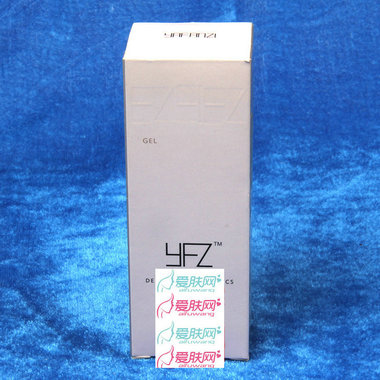 YAFANZI
GEL
YFZ™
DE CS
爱肤网
aifuwang
爱肤网
aifuwang
爱肤网
aifuwang
爱肤网
aifuwang